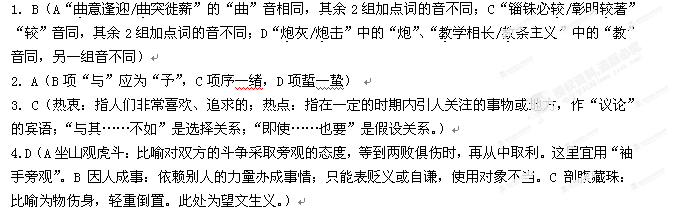 1. B（A“曲意逢迎/曲突徙薪”的“曲”音相同，其余2组加点词的音不同；C“锱铢必较/彰明较著”
“较”音同，其余2组加点词的音不同；D“炮灰/炮击”中的“炮”、“教学相长/教条主义”中的“教”
音同，另一组音不同）
2. A（B项“与”应为“予”，C项序—绪，D项蜇—蛰）
3. C（热衷：指人们非常喜欢、追求的；热点：指在一定的时期内引人关注的事物或地方，作“议论”
的宾语；“与其……不如”是选择关系；“即使……也要”是假设关系。）
4.D（A坐山观虎斗：比喻对双方的斗争采取旁观的态度，等到两败俱伤时，再从中取利。这里宜用“袖
手旁观”。B 因人成事：依赖别人的力量办成事情；只能表贬义或自谦，使用对象不当。C 剖腹藏珠：
比喻为物伤身，轻重倒置。此处为望文生义。）